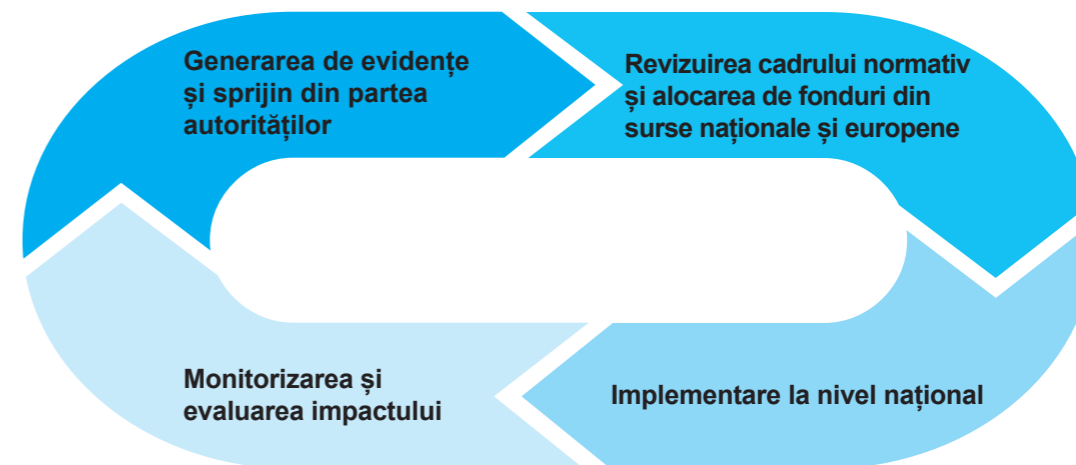 Generarea de evidențe
și sprijin din partea
autorităților
Revizuirea cadrului normativ
și alocarea de fonduri din
surse naționale și europene
Implementare la nivel național
Monitorizarea și
evaluarea impactului